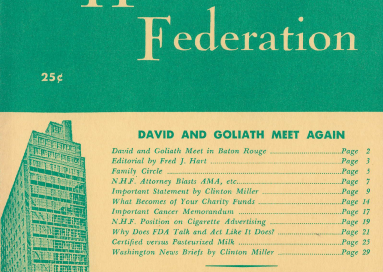 Federation
25¢
DAVID AND GOLIATH MEET AGAIN
David and Goliath Meet in Baton Rouge ........................Page 2
Editorial by Fred J. Hart ........................Page 3
Family Circle ........................Page 5
N.H.F. Attorney Blasts AMA, etc. ........................Page 7
Important Statement by Clinton Miller ........................Page 9
What Becomes of Your Charity Funds ........................Page 14
Important Cancer Memorandum ........................Page 17
N.H.F. Position on Cigarette Advertising ........................Page 19
Why Does FDA Talk and Act Like It Does? ........................Page 21
Certified versus Pasteurized Milk ........................Page 25
Washington News Briefs by Clinton Miller ........................Page 29